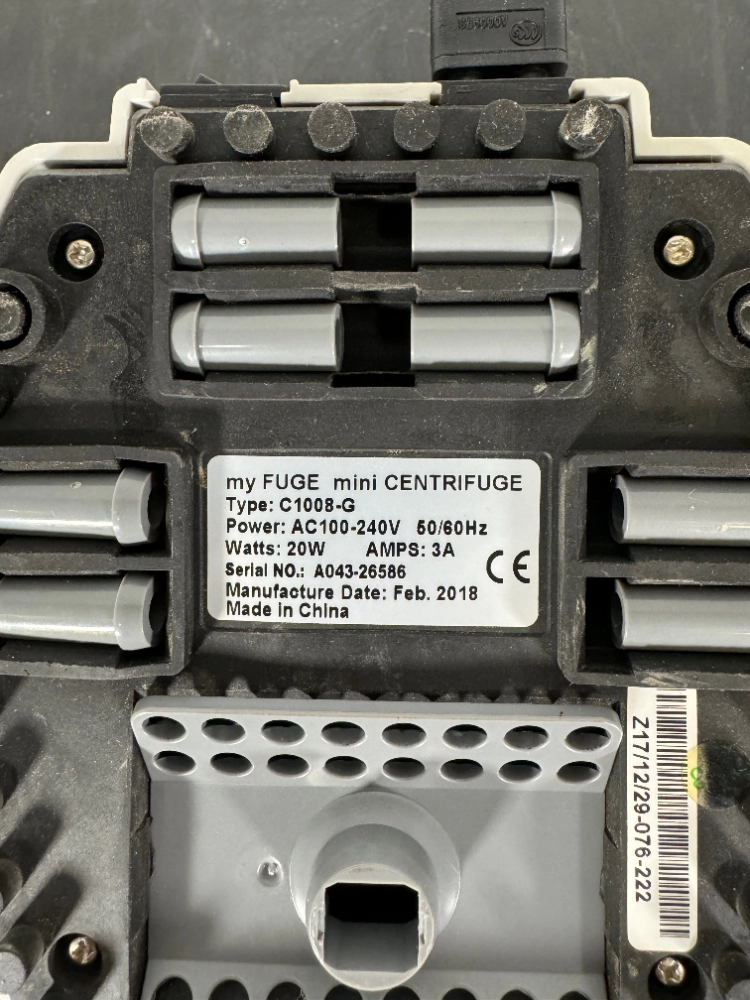 my FUGE mini CENTRIFUGE
Type: C1008-G
Power: AC100-240V 50/60Hz
Watts: 20W AMPS: 3A
Serial NO.: A043-26586
CE
Manufacture Date: Feb. 2018
Made in China
Z17/12/29-076-222